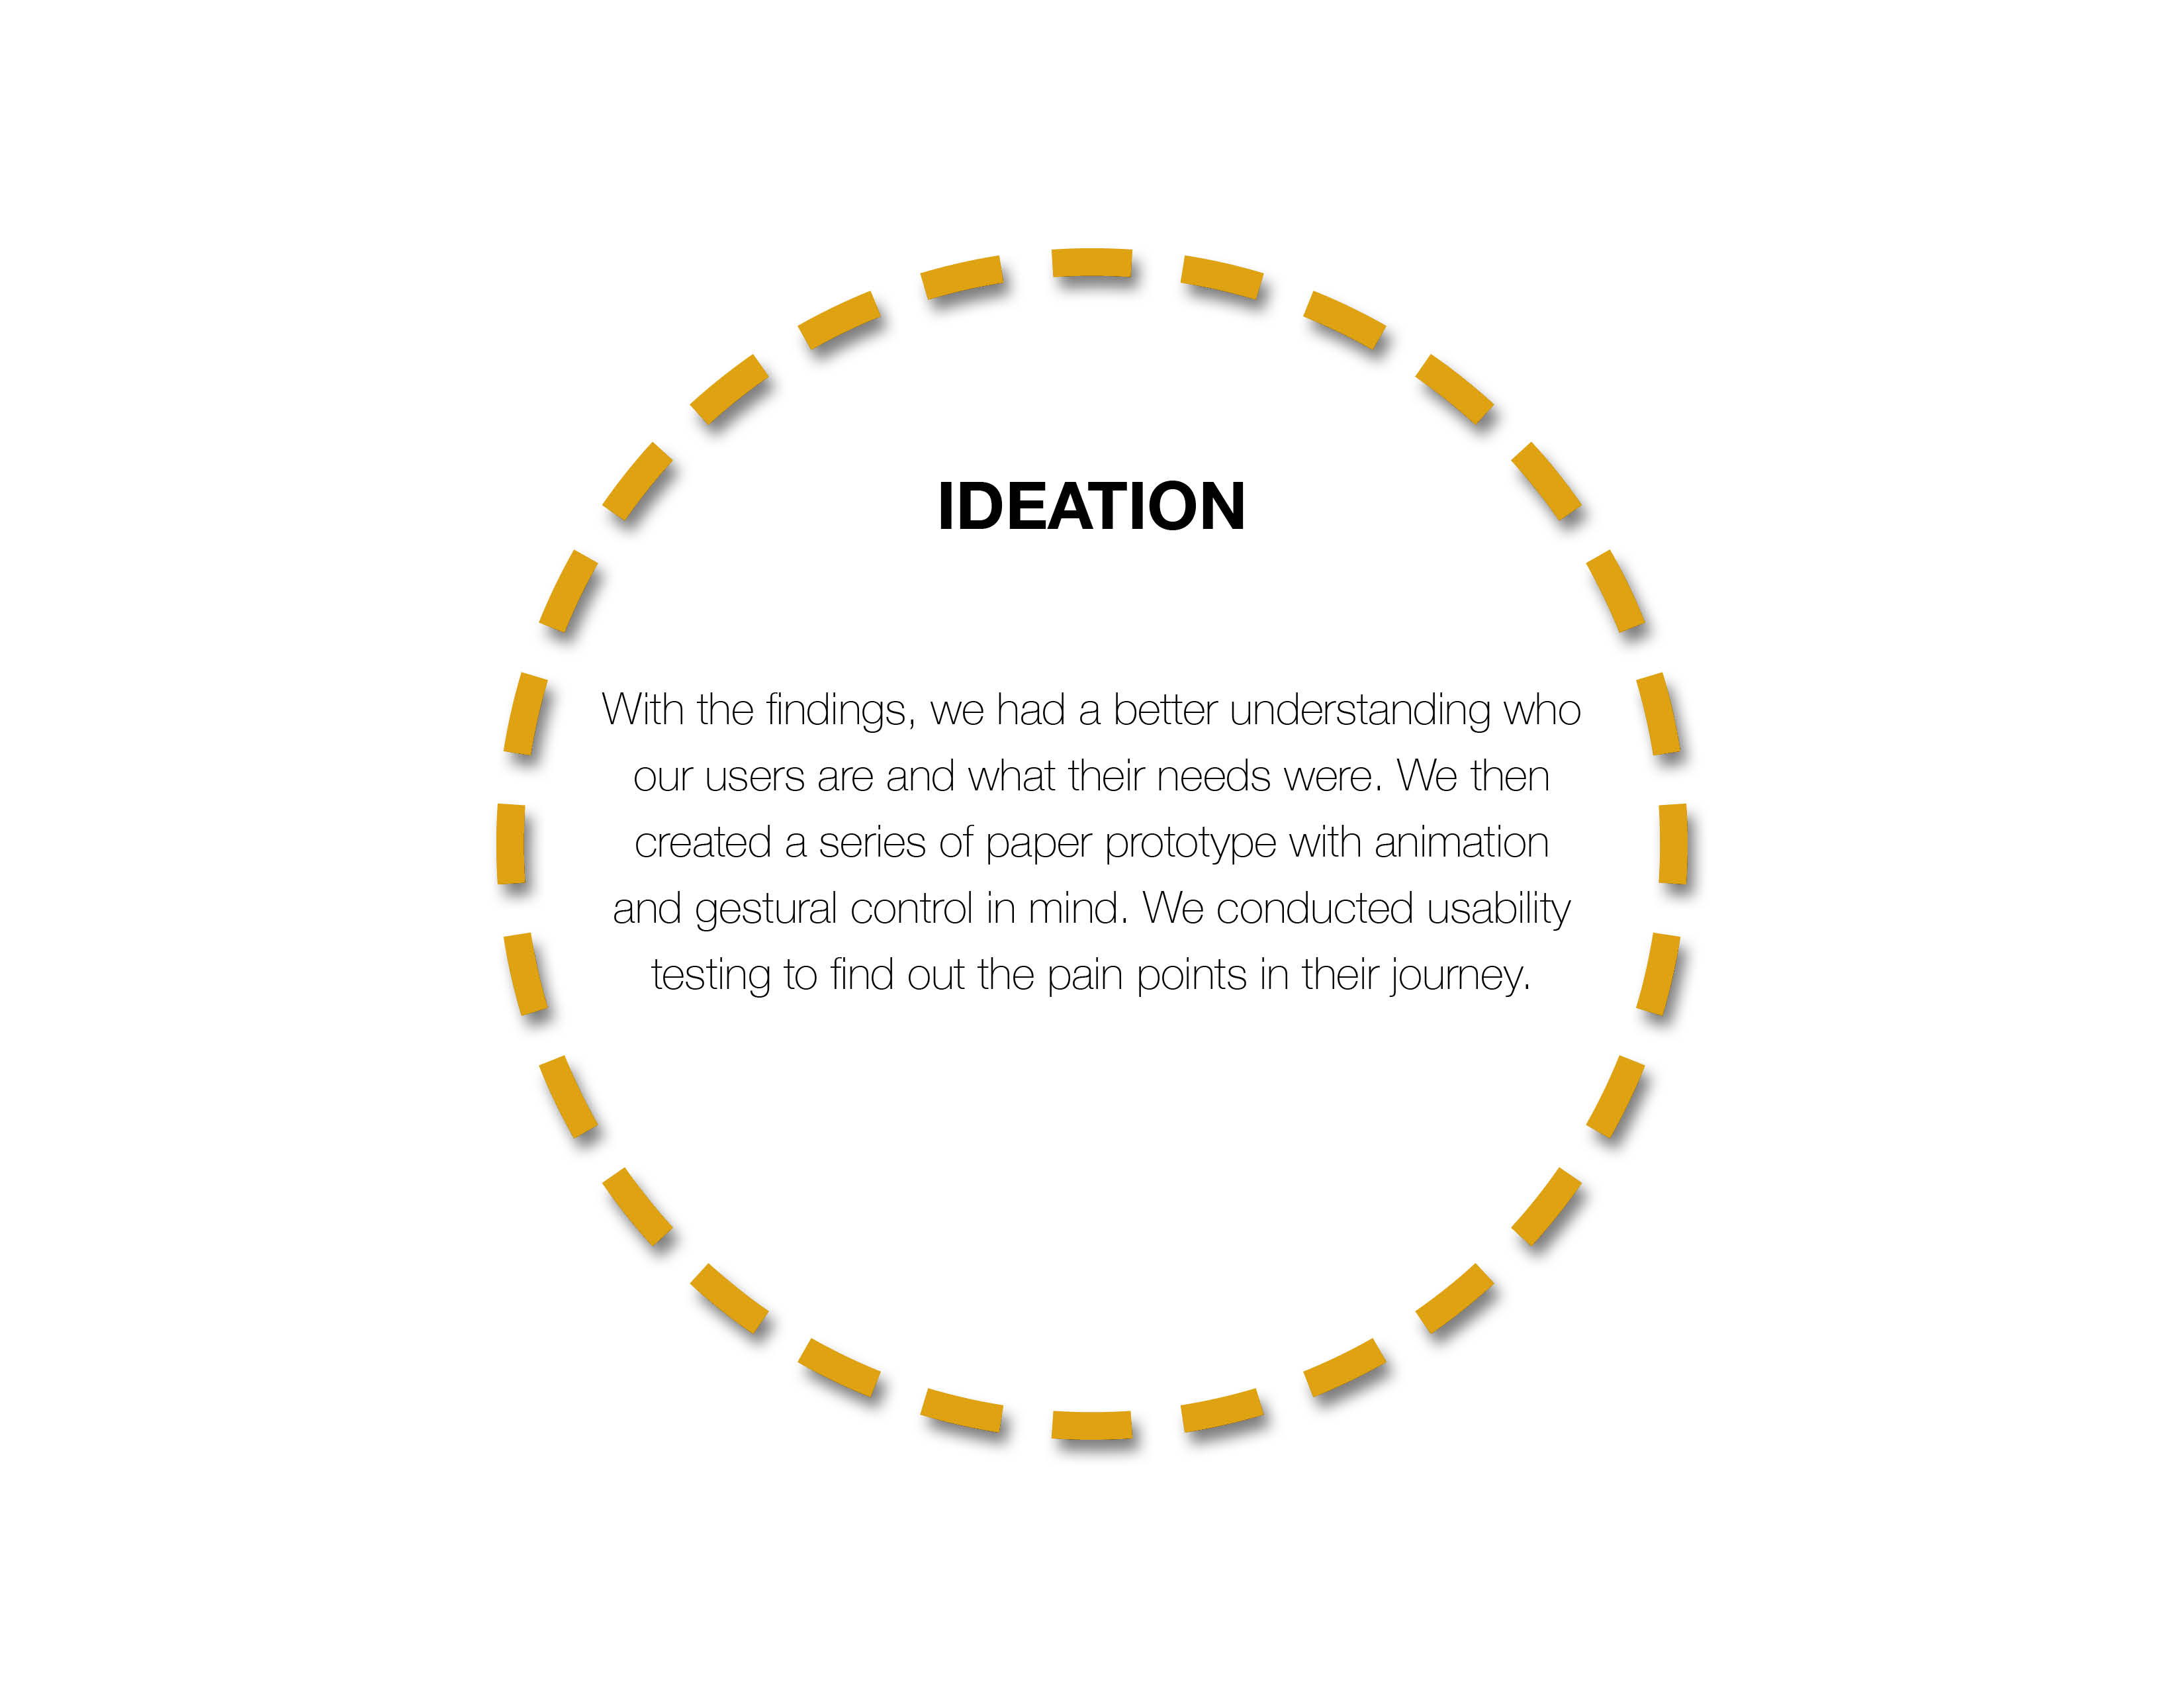 IDEATION
With the findings, we had a better understanding who
our users are and what their needs were. We then
created a series of paper prototype with animation
and gestural control in mind. We conducted usability
testing to find out the pain points in their journey.